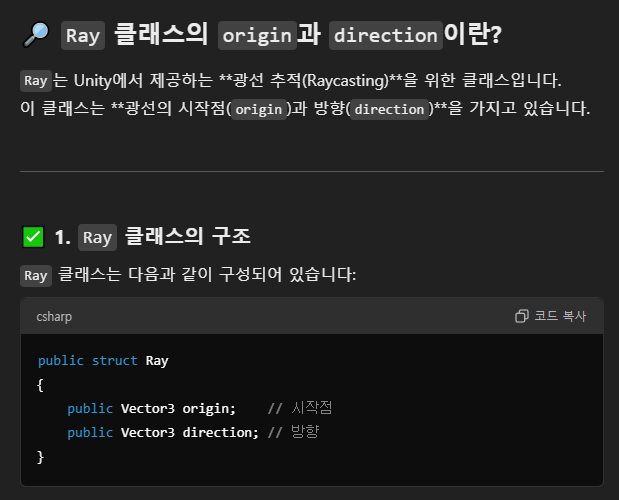 🔎 Ray 클래스의 origin과 direction이란?
Ray는 Unity에서 제공하는 **광선 추적(Raycasting)**을 위한 클래스입니다.
이 클래스는 **광선의 시작점(origin)과 방향(direction)**을 가지고 있습니다.
✅ 1. Ray 클래스의 구조
Ray 클래스는 다음과 같이 구성되어 있습니다:
csharp 코드 복사
public struct Ray
{
    public Vector3 origin;    // 시작점
    public Vector3 direction; // 방향
}